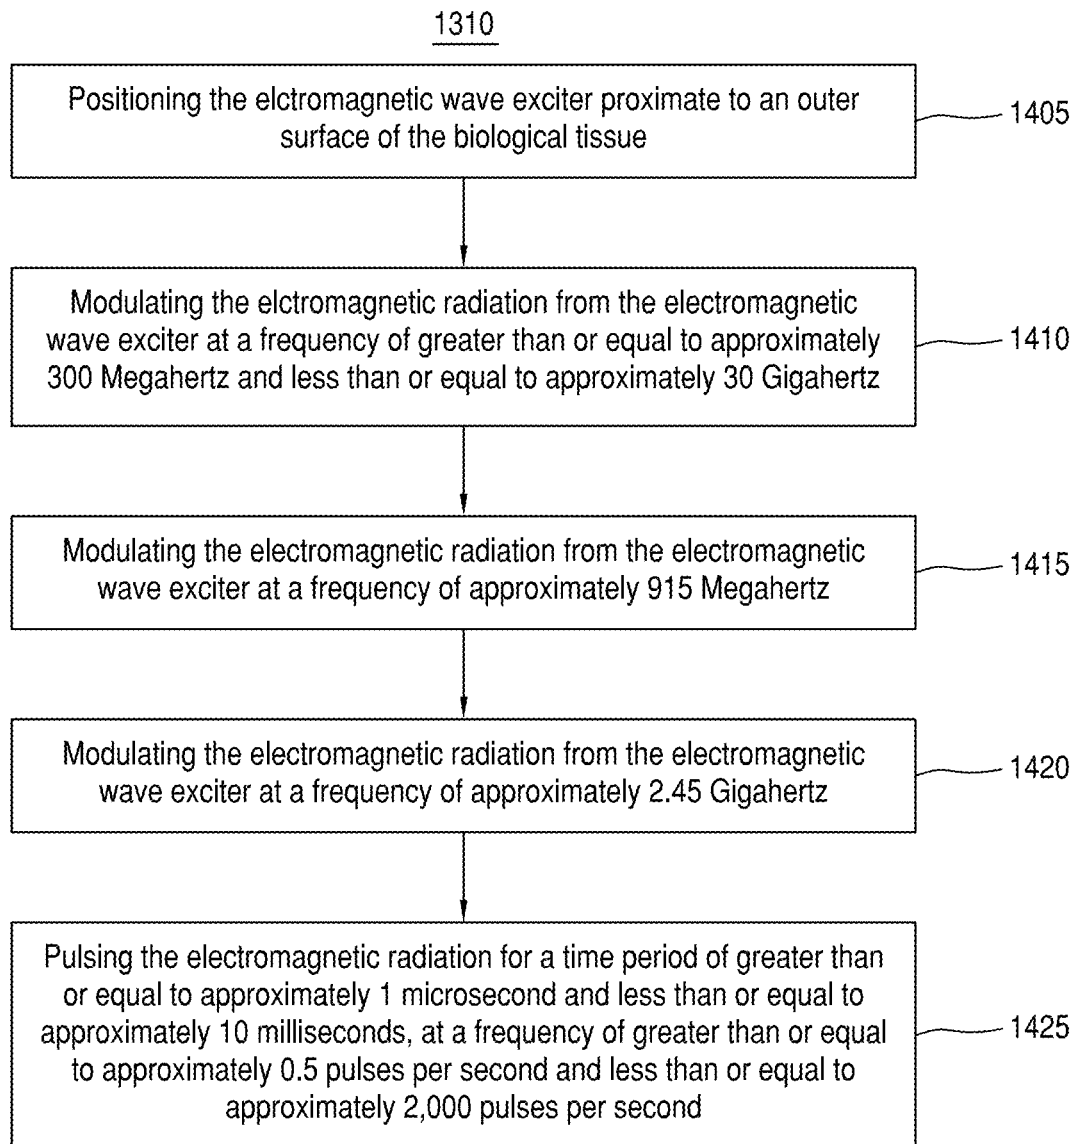 1310
Positioning the elctromagnetic wave exciter proximate to an outer
surface of the biological tissue
1405
Modulating the elctromagnetic radiation from the electromagnetic
wave exciter at a frequency of greater than or equal to approximately
300 Megahertz and less than or equal to approximately 30 Gigahertz
1410
Modulating the electromagnetic radiation from the electromagnetic
wave exciter at a frequency of approximately 915 Megahertz
1415
Modulating the electromagnetic radiation from the electromagnetic
wave exciter at a frequency of approximately 2.45 Gigahertz
1420
Pulsing the electromagnetic radiation for a time period of greater than
or equal to approximately 1 microsecond and less than or equal to
approximately 10 milliseconds, at a frequency of greater than or equal
to approximately 0.5 pulses per second and less than or equal to
approximately 2,000 pulses per second
1425